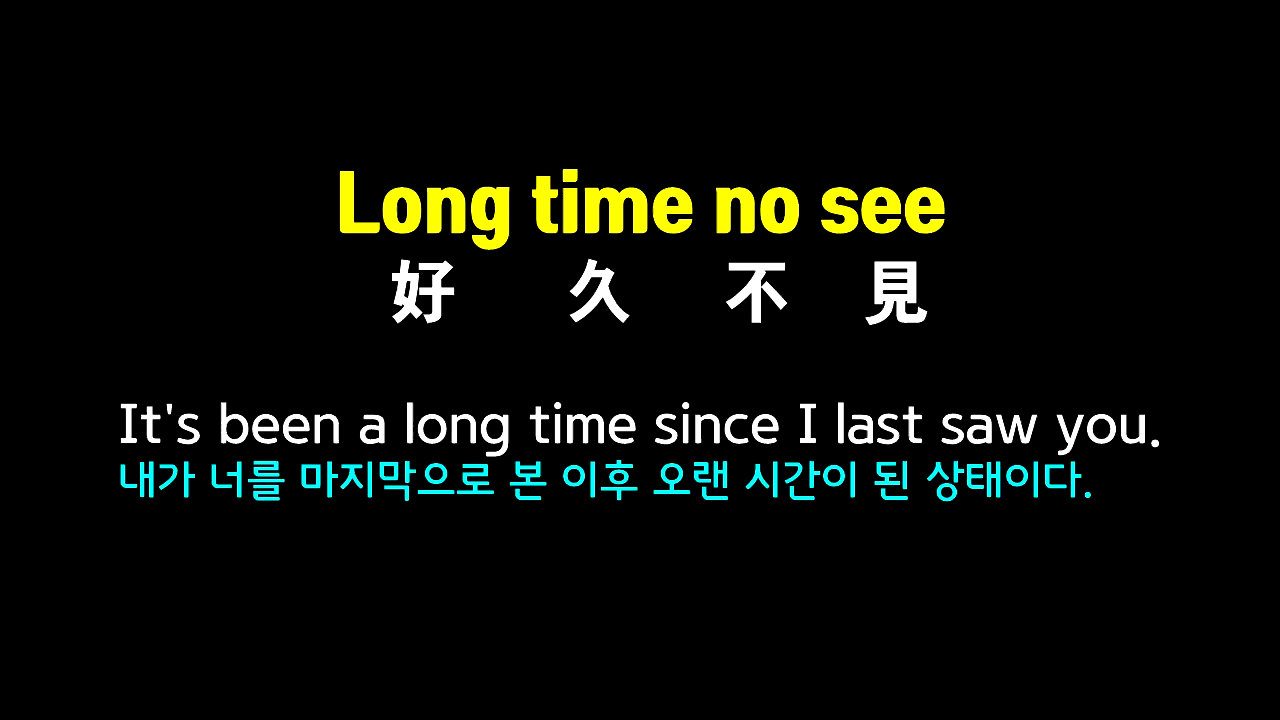 Long time no see
好 久 不 見
It's been a long time since I last saw you.
내가 너를 마지막으로 본 이후 오랜 시간이 된 상태이다.